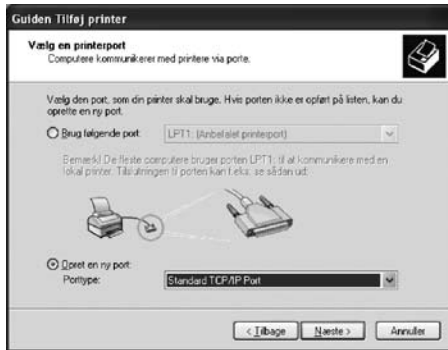 Guiden Tilføj printer
Vælg en printerport
Computere kommunikerer med printere via porte.
Vælg den port, som din printer skal bruge. Hvis porten ikke er opført på listen, kan du
oprette en ny port.
Brug følgende port: LPT1: (Anbefalet printerport)
Bemærk! De fleste computere bruger porten LPT1: til at kommunikere med en
lokal printer. Tilslutningen til porten kan f.eks. se sådan ud:
Opret en ny port:
Porttype: Standard TCP/IP Port
< Tilbage Næste > Annuller